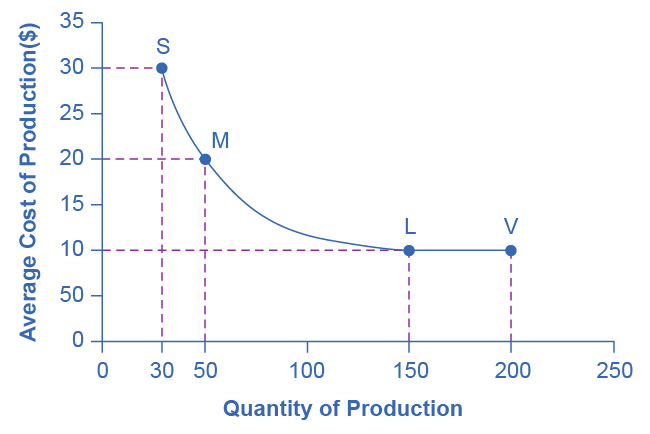 Average Cost of Production($)
35
30
25
20
15
10
50
0
S
M
L
V
0 30 50 100 150 200 250
Quantity of Production